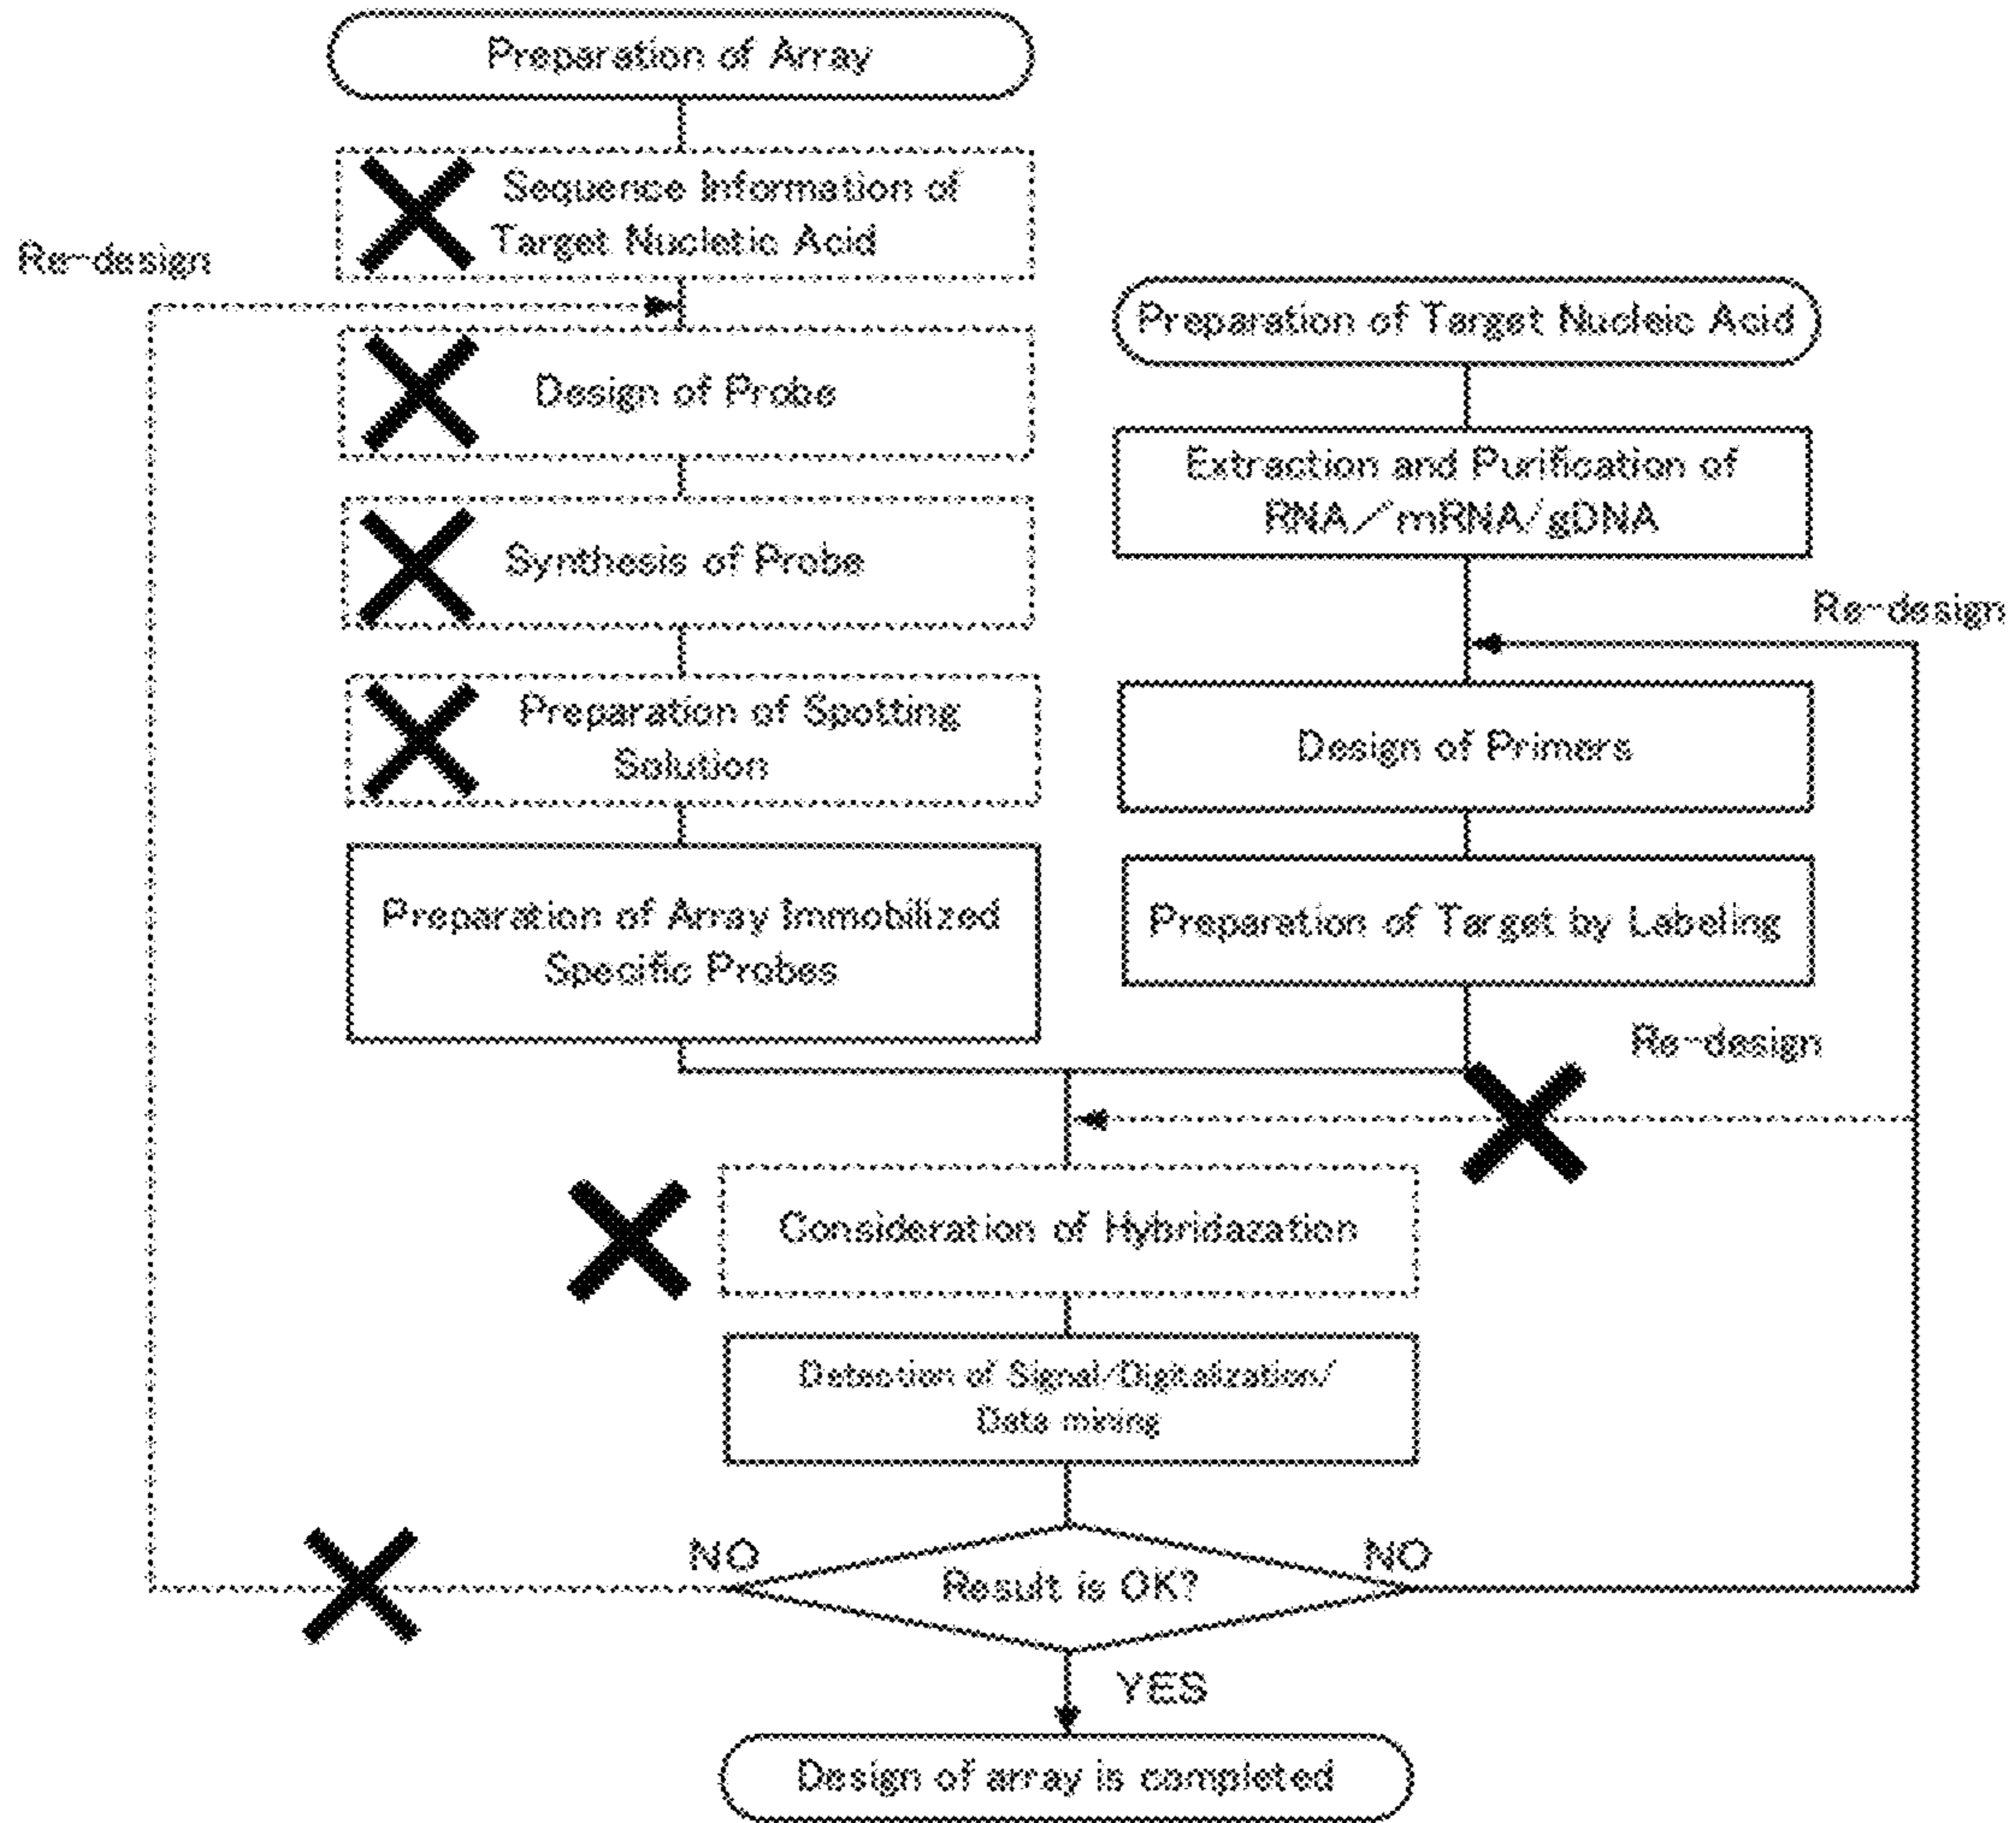 Preparation of Array
Sequence Information of
Target Nucletic Acid
Re-design
Design of Probe
Synthesis of Probe
Preparation of Spotting
Solution
Preparation of Array Immobilized
Specific Probes
Preparation of Target Nucleic Acid
Extraction and Purification of
RNA/mRNA/gDNA
Re-design
Design of Primers
Preparation of Target by Labeling
Re-design
Consideration of Hybridazation
Detection of Signal/Digitalization/
Data mining
NO
Result is OK?
NO
YES
Design of array is completed